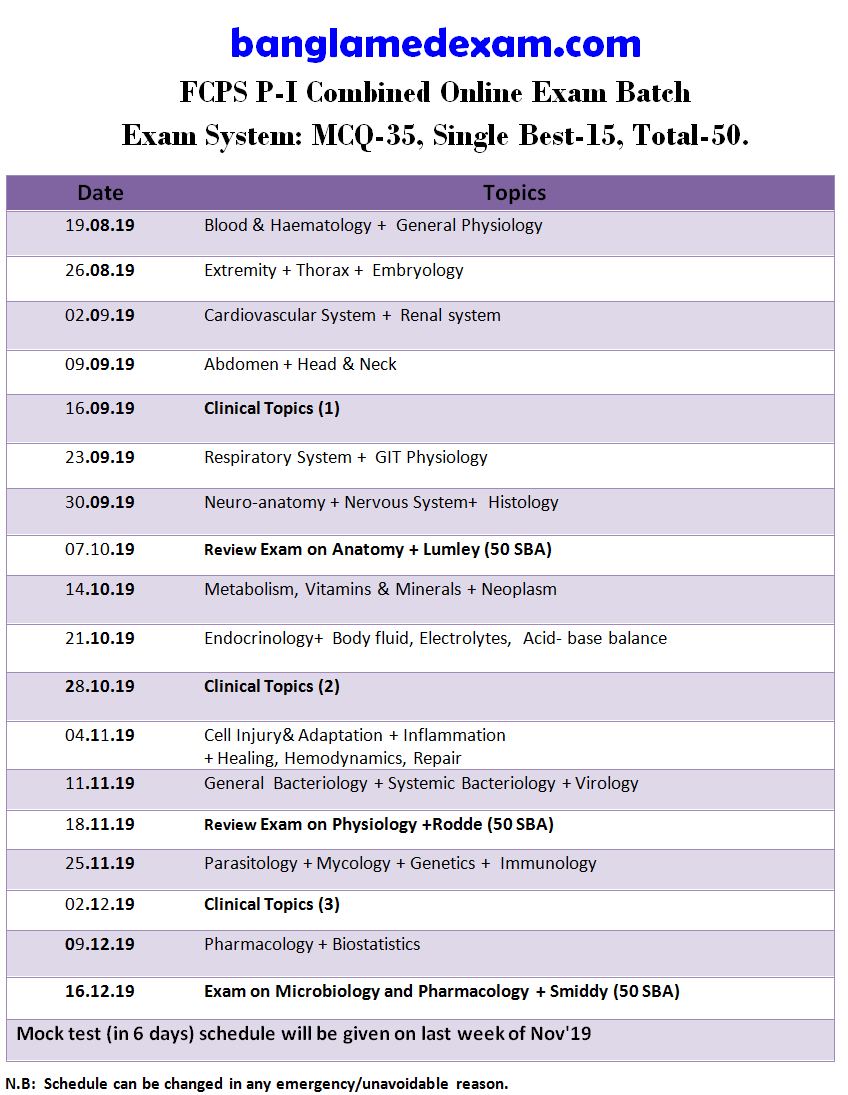 banglamedexam.com
FCPS P-I Combined Online Exam Batch
Exam System: MCQ-35, Single Best-15, Total-50.
Date Topics
19.08.19 Blood & Haematology + General Physiology
26.08.19 Extremity + Thorax + Embryology
02.09.19 Cardiovascular System + Renal system
09.09.19 Abdomen + Head & Neck
16.09.19 Clinical Topics (1)
23.09.19 Respiratory System + GIT Physiology
30.09.19 Neuro-anatomy + Nervous System+ Histology
07.10.19 Review Exam on Anatomy + Lumley (50 SBA)
14.10.19 Metabolism, Vitamins & Minerals + Neoplasm
21.10.19 Endocrinology+ Body fluid, Electrolytes, Acid- base balance
28.10.19 Clinical Topics (2)
04.11.19 Cell Injury& Adaptation + Inflammation
+ Healing, Hemodynamics, Repair
11.11.19 General Bacteriology + Systemic Bacteriology + Virology
18.11.19 Review Exam on Physiology +Rodde (50 SBA)
25.11.19 Parasitology + Mycology + Genetics + Immunology
02.12.19 Clinical Topics (3)
09.12.19 Pharmacology + Biostatistics
16.12.19 Exam on Microbiology and Pharmacology + Smiddy (50 SBA)
Mock test (in 6 days) schedule will be given on last week of Nov'19
N.B: Schedule can be changed in any emergency/unavoidable reason.